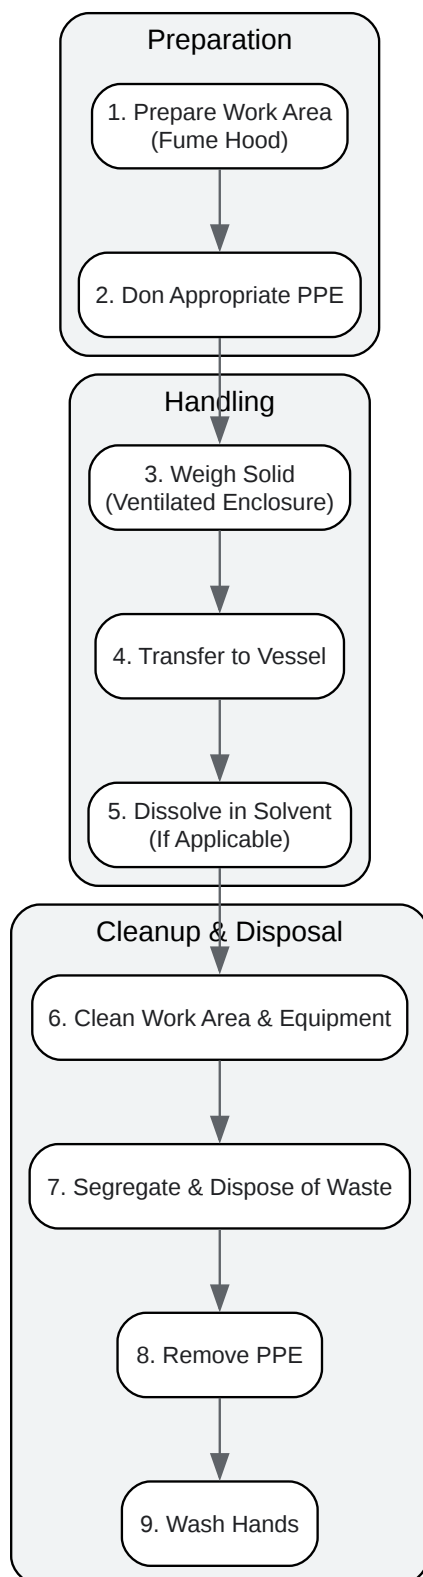 Preparation
1. Prepare Work Area
(Fume Hood)
2. Don Appropriate PPE
Handling
3. Weigh Solid
(Ventilated Enclosure)
4. Transfer to Vessel
5. Dissolve in Solvent
(If Applicable)
Cleanup & Disposal
6. Clean Work Area & Equipment
7. Segregate & Dispose of Waste
8. Remove PPE
9. Wash Hands